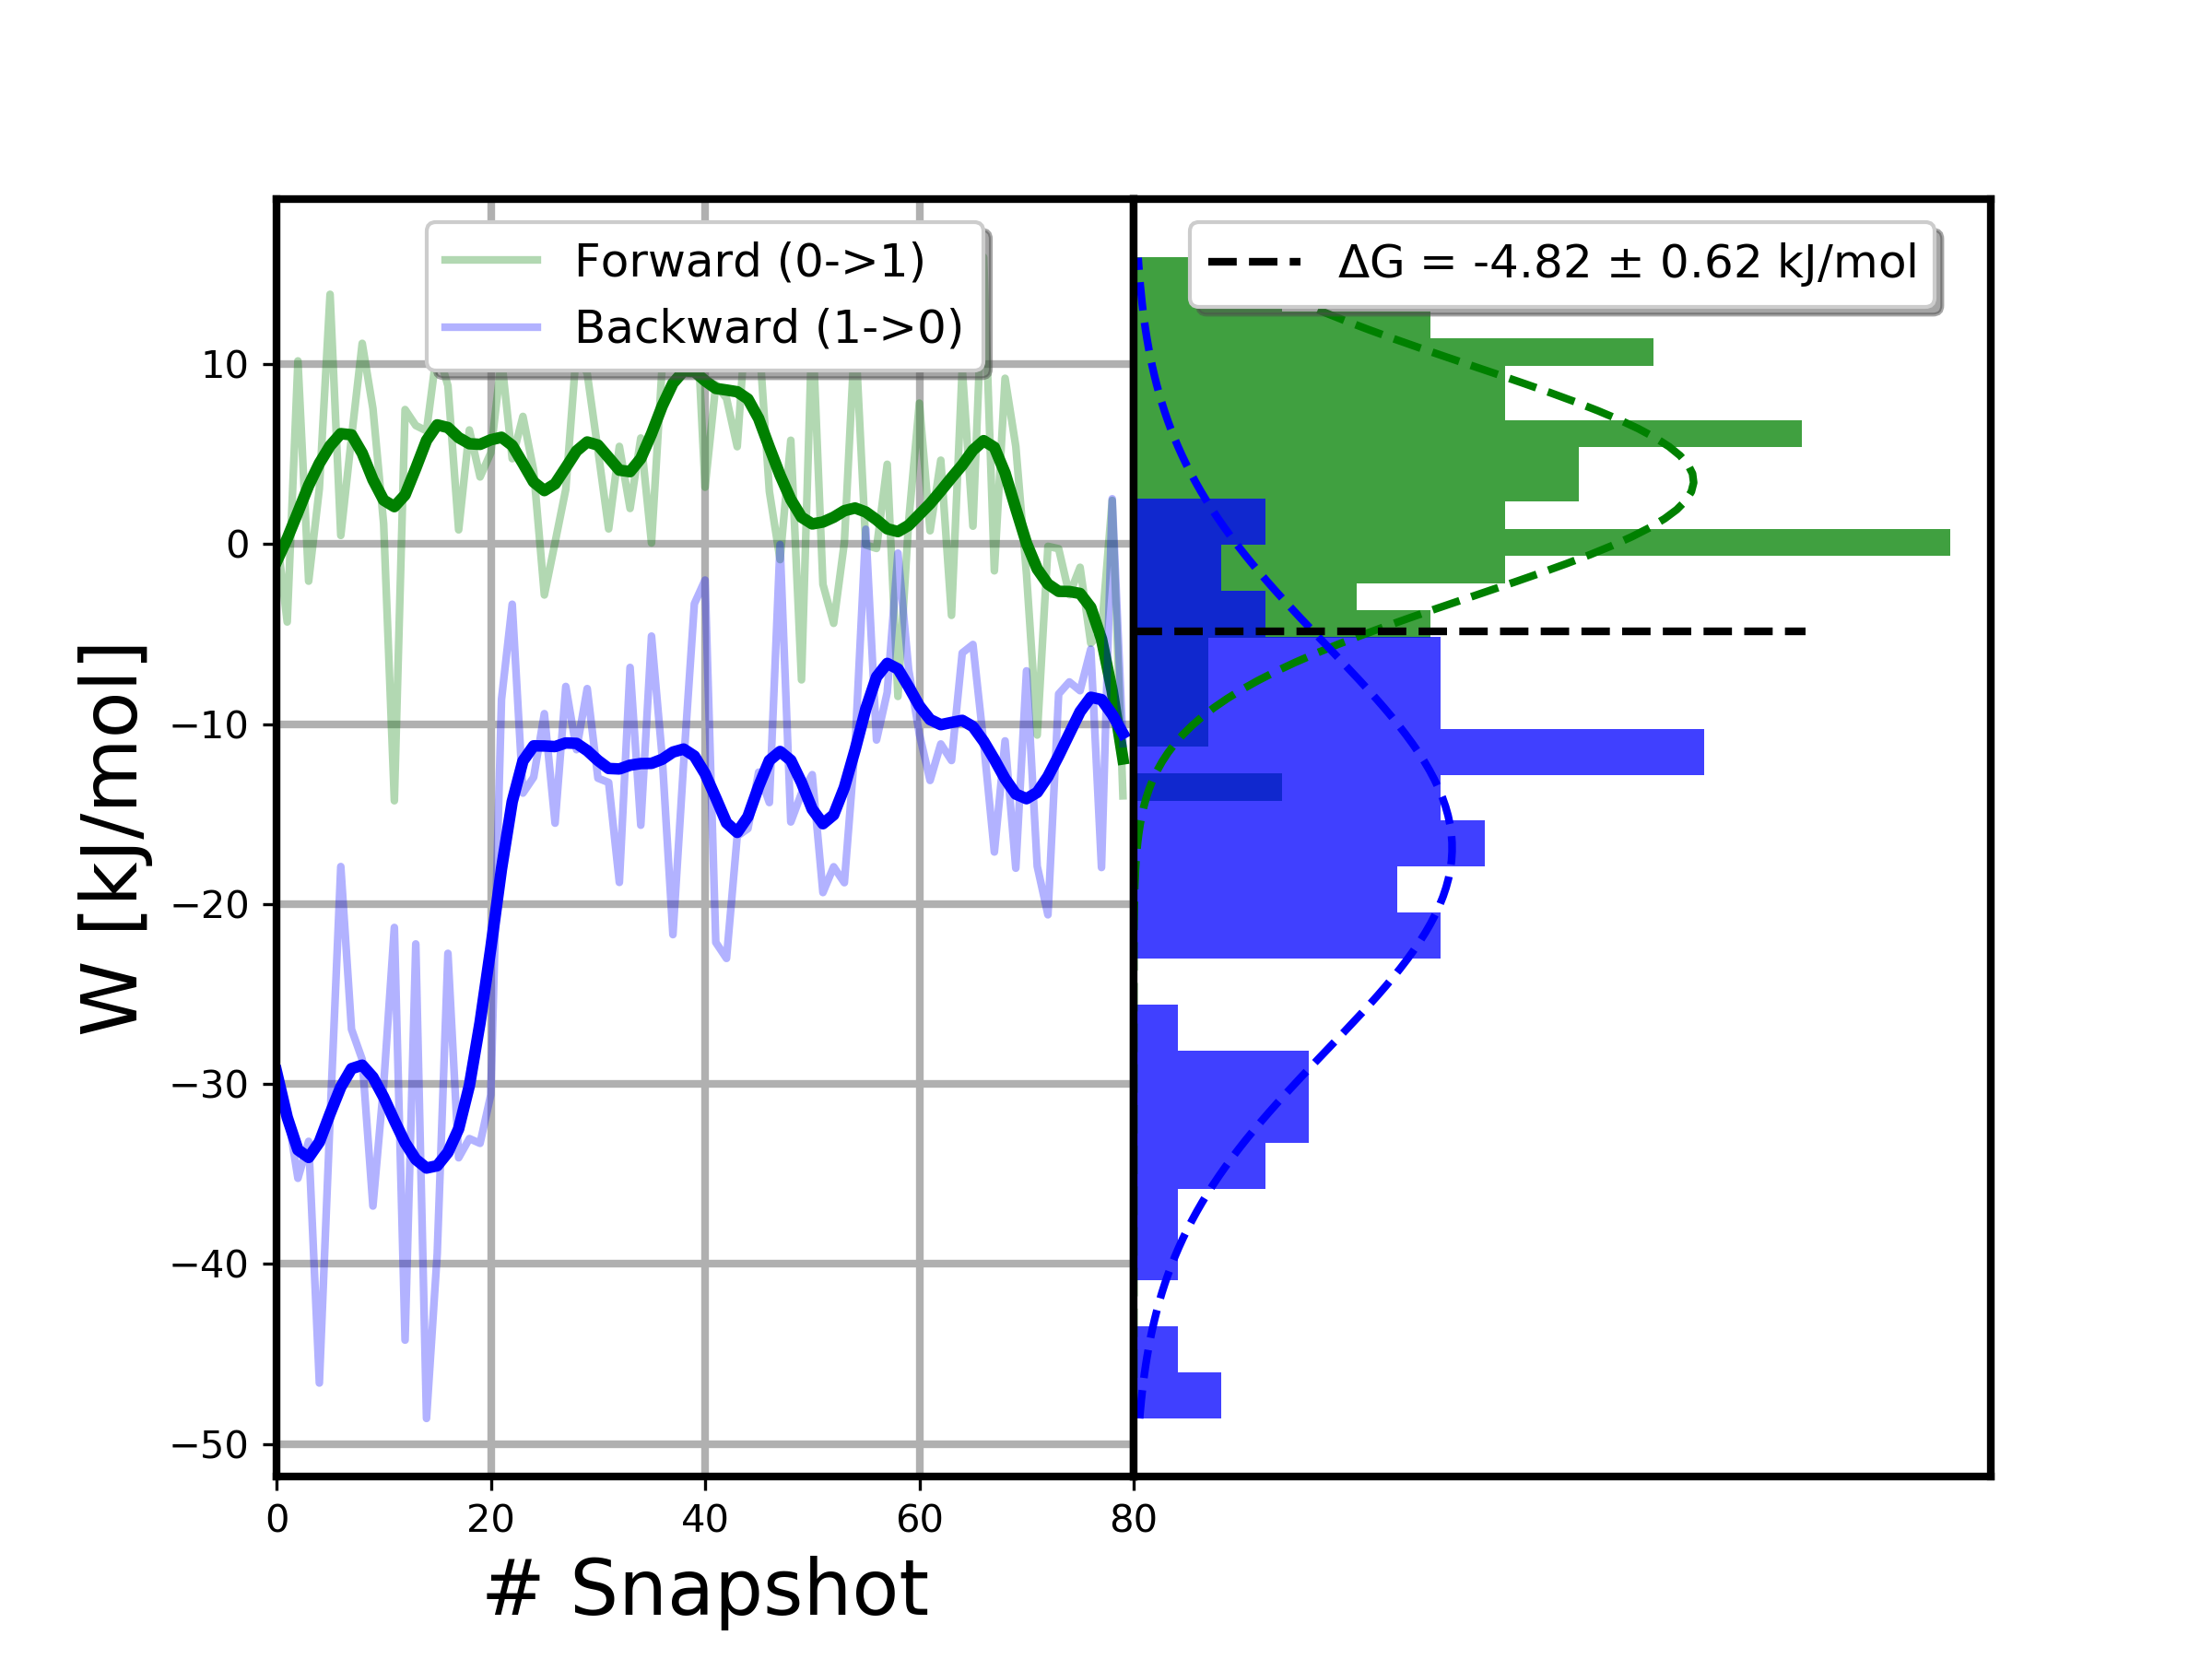 Forward (0->1)
Backward (1->0)
ΔG = -4.82 ± 0.62 kJ/mol
10
0
−10
−20
−30
−40
−50
W [kJ/mol]
0 20 40 60 80
# Snapshot